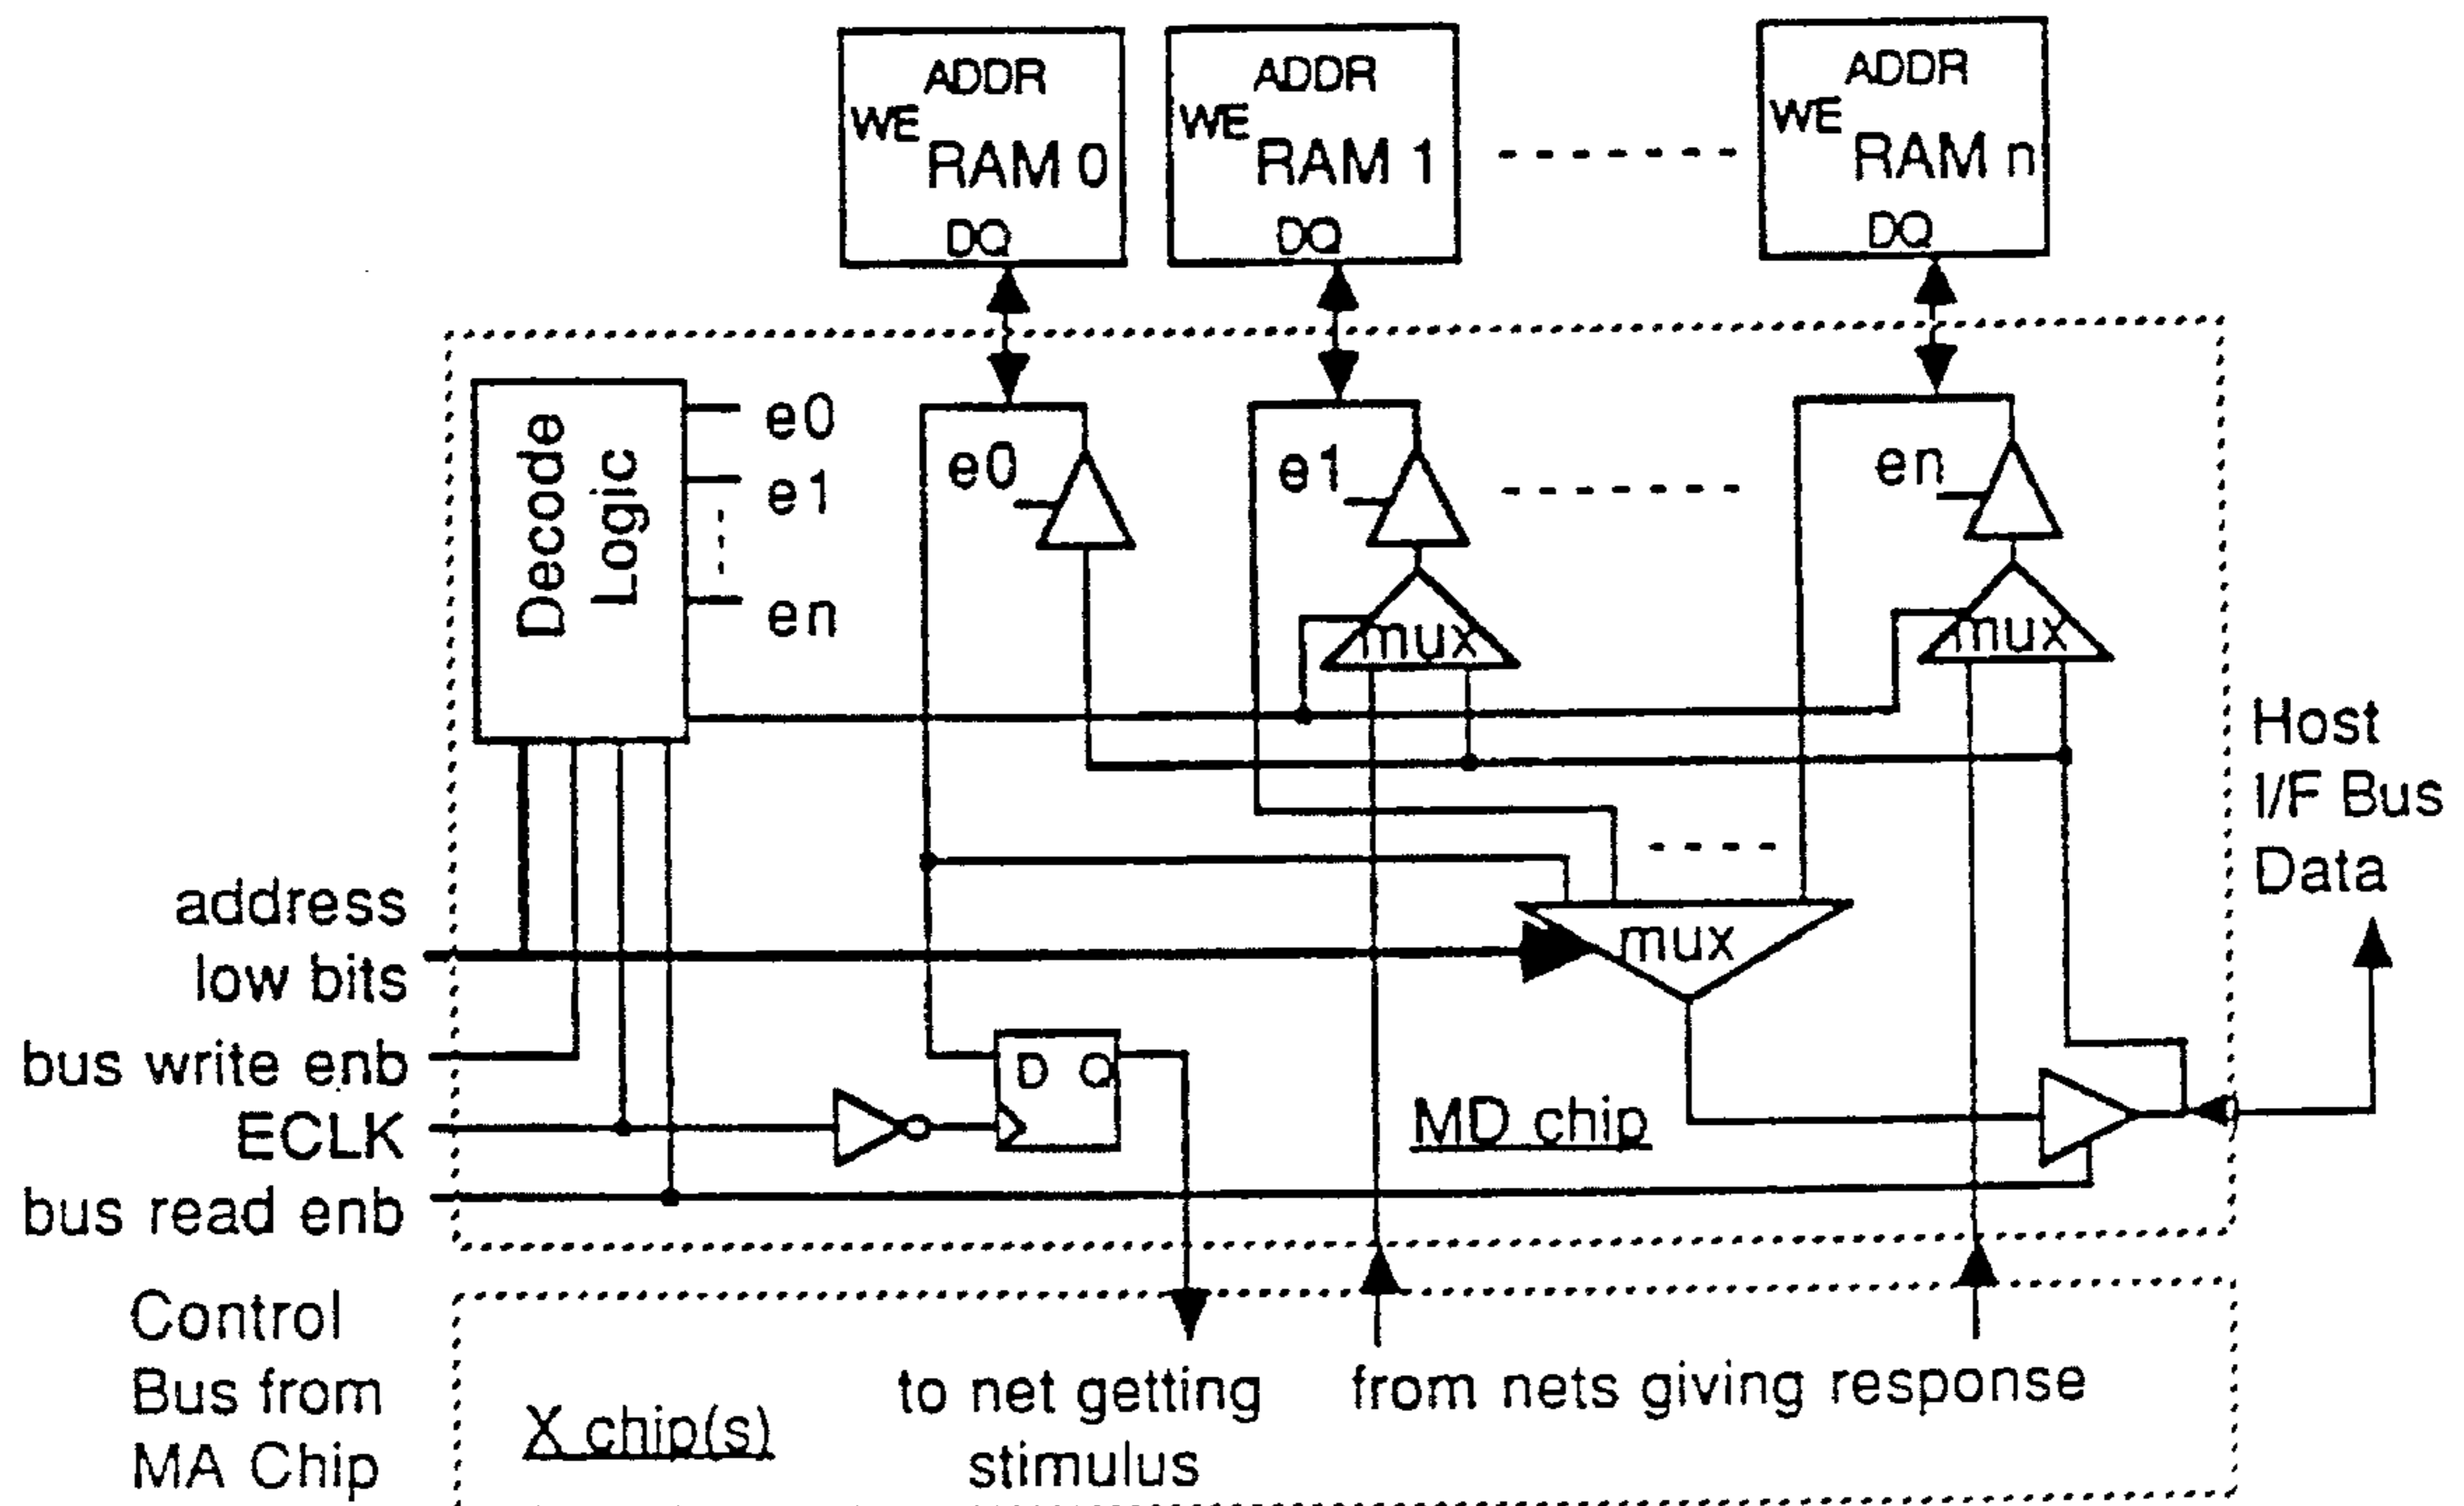 ADDR
WE
RAM 0
DQ
ADDR
WE
RAM 1
DQ
ADDR
WE
RAM n
DQ
Decode
Logic
e0
e1
en
e0
e1
en
mux
mux
mux
Host
I/F Bus
Data
address
low bits
bus write enb
ECLK
bus read enb
D Q
MD chip
Control
Bus from
MA Chip
X chip(s)
to net getting
stimulus
from nets giving response